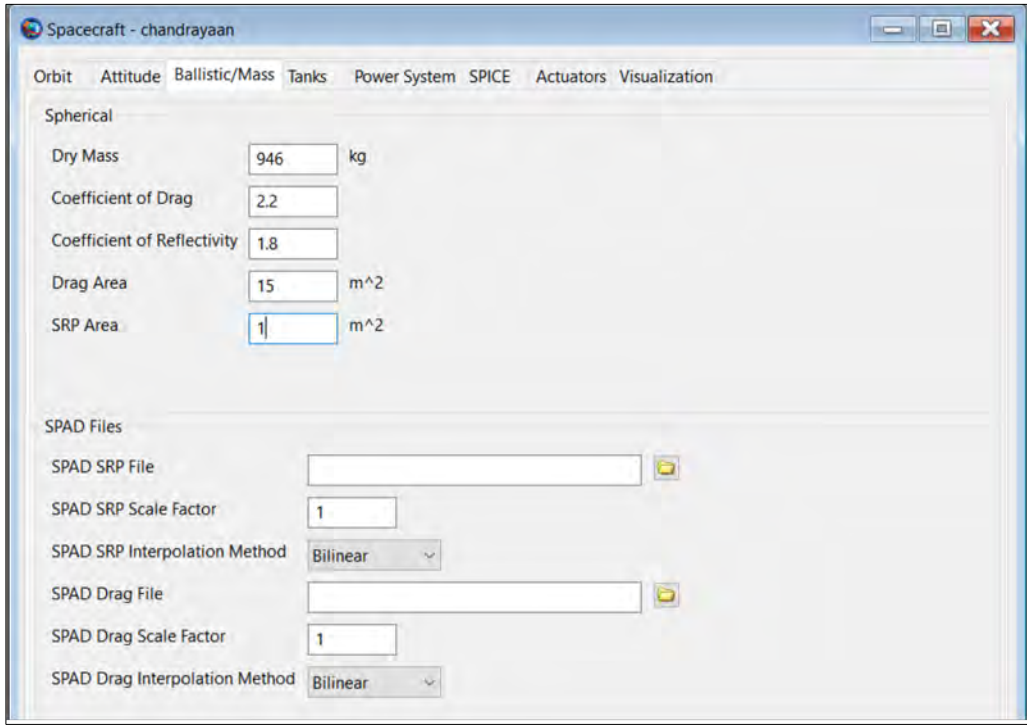 Spacecraft - chandrayaan
Orbit Attitude Ballistic/Mass Tanks Power System SPICE Actuators Visualization
Spherical
Dry Mass 946 kg
Coefficient of Drag 2.2
Coefficient of Reflectivity 1.8
Drag Area 15 m^2
SRP Area 1 m^2
SPAD Files
SPAD SRP File
SPAD SRP Scale Factor 1
SPAD SRP Interpolation Method Bilinear
SPAD Drag File
SPAD Drag Scale Factor 1
SPAD Drag Interpolation Method Bilinear